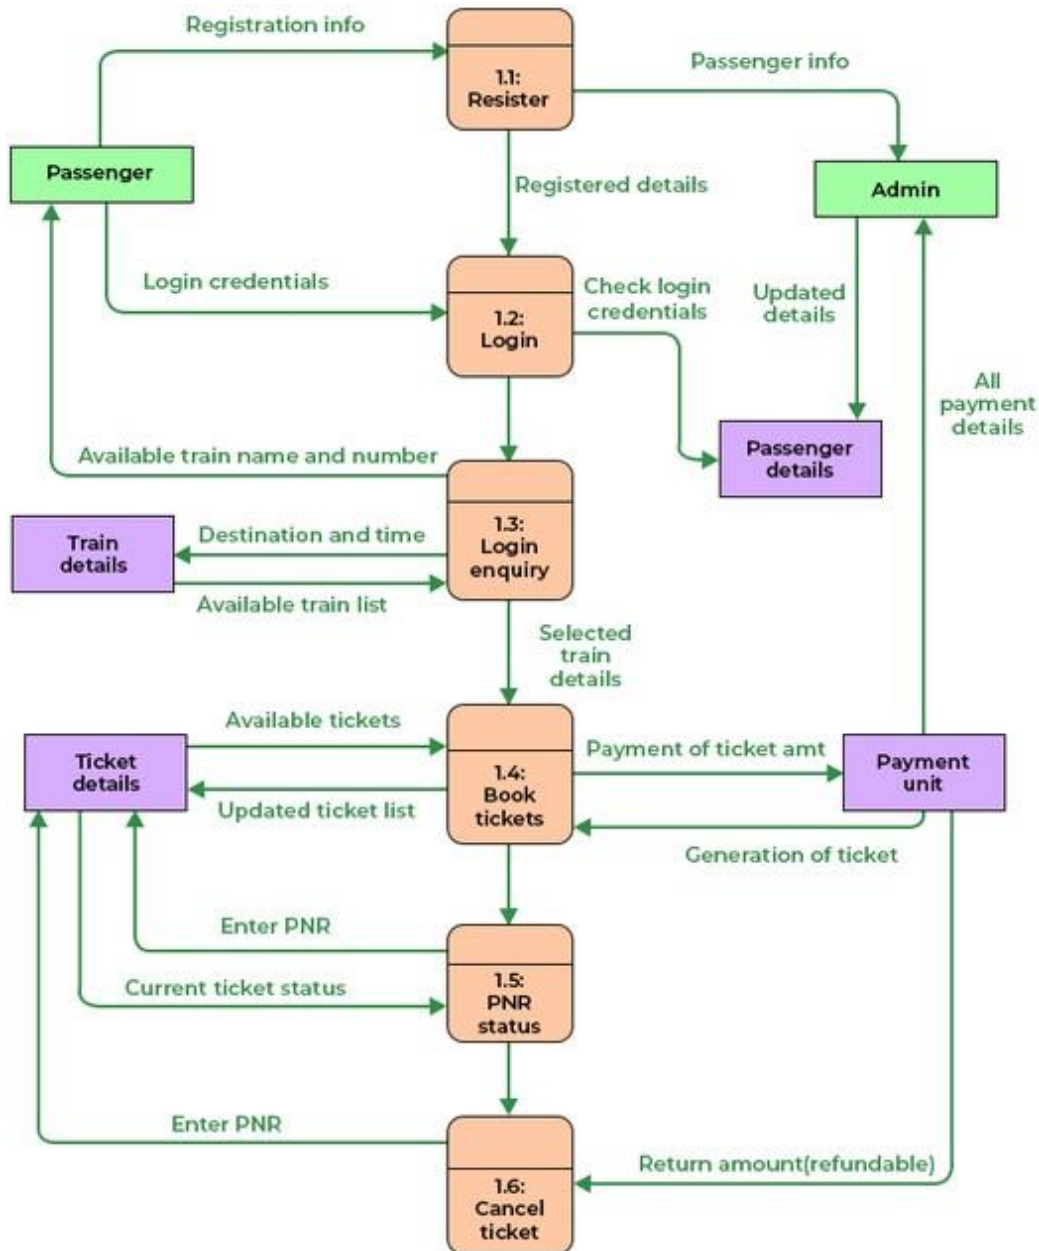 Registration info
1.1:
Resister
Passenger info
Passenger
Admin
Registered details
Login credentials
1.2:
Login
Check login
credentials
Updated
details
All
payment
details
Available train name and number
Passenger
details
1.3:
Login
enquiry
Train
details
Destination and time
Available train list
Selected
train
details
Available tickets
Ticket
details
Updated ticket list
1.4:
Book
tickets
Payment of ticket amt
Payment
unit
Generation of ticket
Enter PNR
Current ticket status
1.5:
PNR
status
Enter PNR
Return amount(refundable)
1.6:
Cancel
ticket